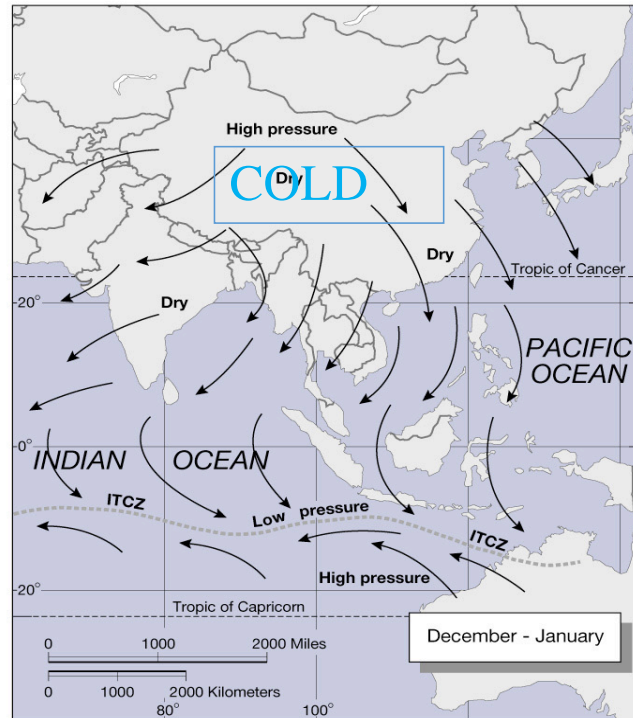 High pressure
COLD
Dry
Dry
Tropic of Cancer
Dry
20°
PACIFIC
OCEAN
0°
INDIAN OCEAN
ITCZ
Low pressure
ITCZ
High pressure
20°
Tropic of Capricorn
December - January
0 1000 2000 Miles
0 1000 2000 Kilometers
80° 100°